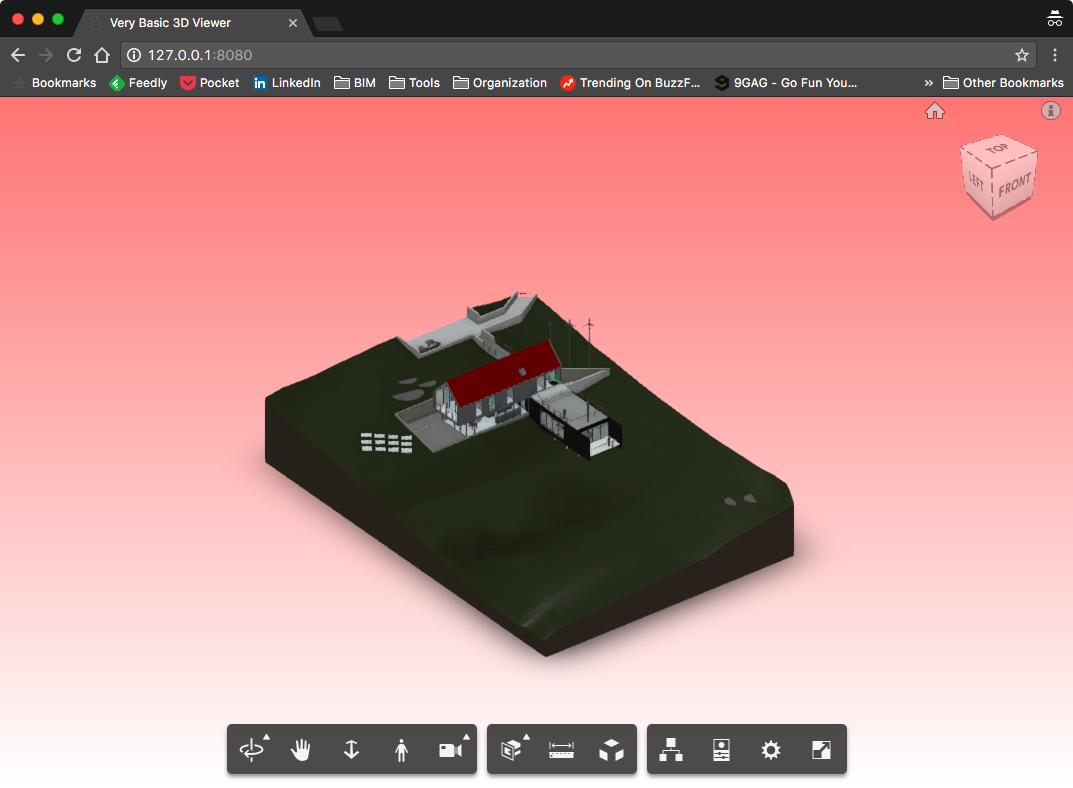 Very Basic 3D Viewer
127.0.0.1:8080
Bookmarks Feedly Pocket in LinkedIn BIM Tools Organization Trending On BuzzF... 9GAG - Go Fun You... » Other Bookmarks
TOP
LEFT FRONT